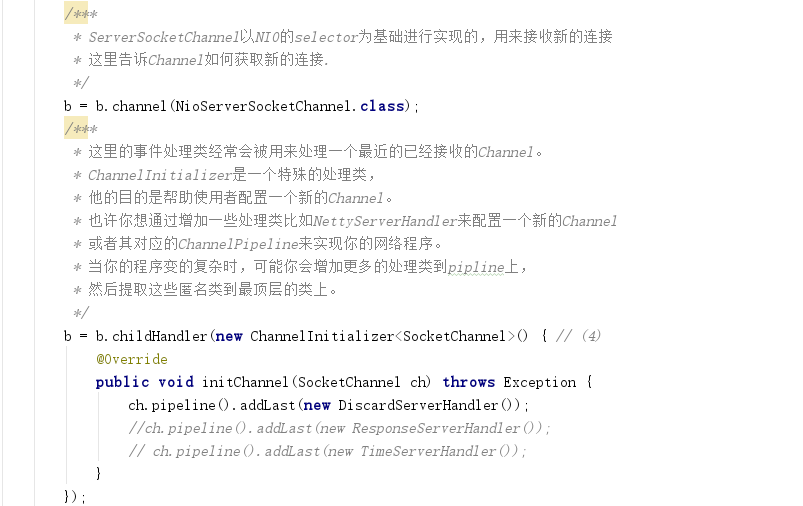 /***
 * ServerSocketChannel以NIO的selector为基础进行实现的，用来接收新的连接
 * 这里告诉Channel如何获取新的连接.
 */
b = b.channel(NioServerSocketChannel.class);
/***
 * 这里的事件处理类经常会被用来处理一个最近的已经接收的Channel。
 * ChannelInitializer是一个特殊的处理类，
 * 他的目的是帮助使用者配置一个新的Channel。
 * 也许你想通过增加一些处理类比如NettyServerHandler来配置一个新的Channel
 * 或者其对应的ChannelPipeline来实现你的网络程序。
 * 当你的程序变的复杂时，可能你会增加更多的处理类到pipline上，
 * 然后提取这些匿名类到最顶层的类上。
 */
b = b.childHandler(new ChannelInitializer<SocketChannel>() { // (4)
    @Override
    public void initChannel(SocketChannel ch) throws Exception {
        ch.pipeline().addLast(new DiscardServerHandler());
        //ch.pipeline().addLast(new ResponseServerHandler());
        // ch.pipeline().addLast(new TimeServerHandler());
    }
});